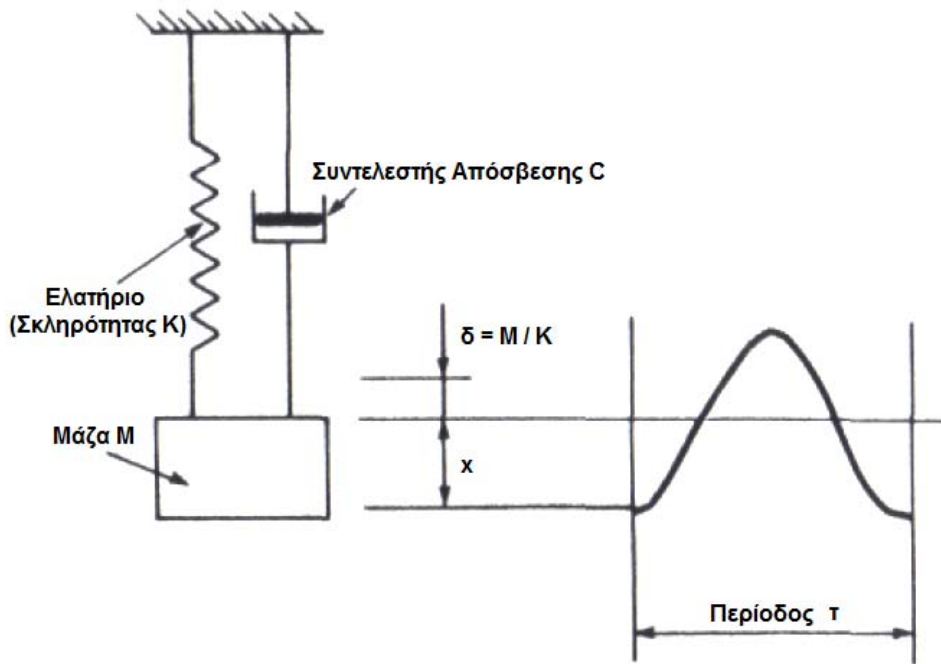 Συντελεστής Απόσβεσης C
Ελατήριο
(Σκληρότητας Κ)
δ = M / K
Μάζα Μ
x
Περίοδος τ